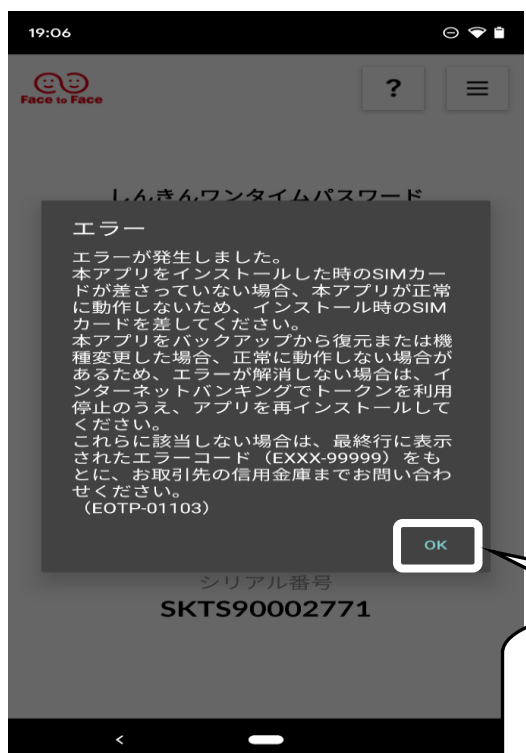 19:06
Face to Face
?
しんきんワンタイムパスワード
エラー
エラーが発生しました。
本アプリをインストールした時のSIMカー
ドが差さっていない場合、本アプリが正常
に動作しないため、インストール時のSIM
カードを差してください。
本アプリをバックアップから復元または機
種変更した場合、正常に動作しない場合が
あるため、エラーが解消しない場合は、イ
ンターネットバンキングでトークンを利用
停止のうえ、アプリを再インストールして
ください。
これらに該当しない場合は、最終行に表示
されたエラーコード（EXXX-99999）をも
とに、お取引先の信用金庫までお問い合わ
せください。
（EOTP-01103）
OK
シリアル番号
SKTS90002771